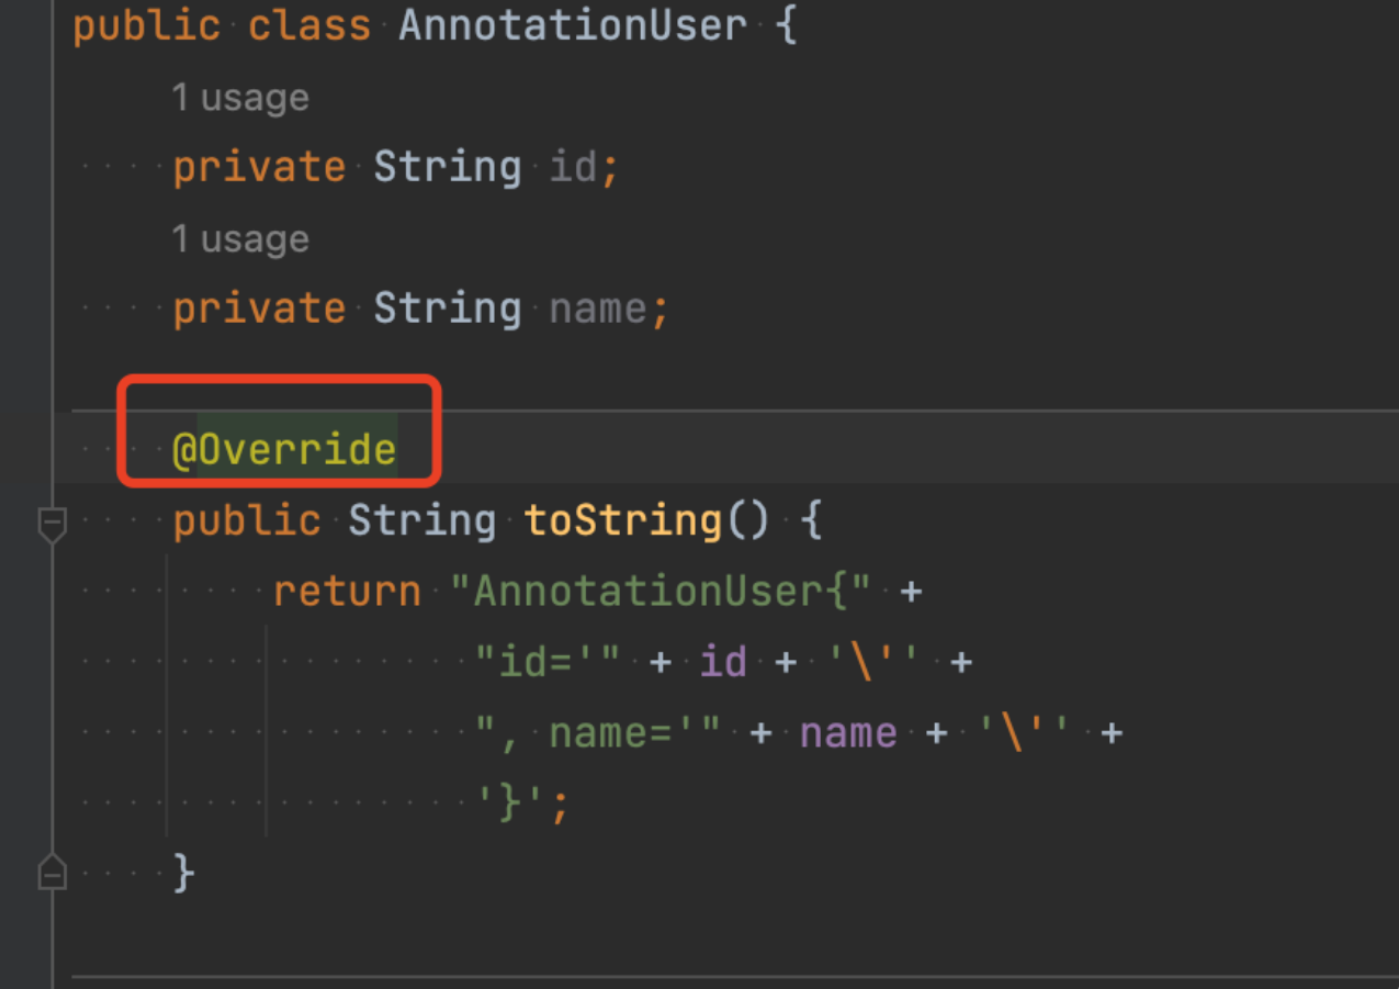 public class AnnotationUser {
1 usage
private String id;
1 usage
private String name;
@Override
public String toString() {
return "AnnotationUser{" +
"id='" + id + '\'' +
", name='" + name + '\'' +
'}';
}